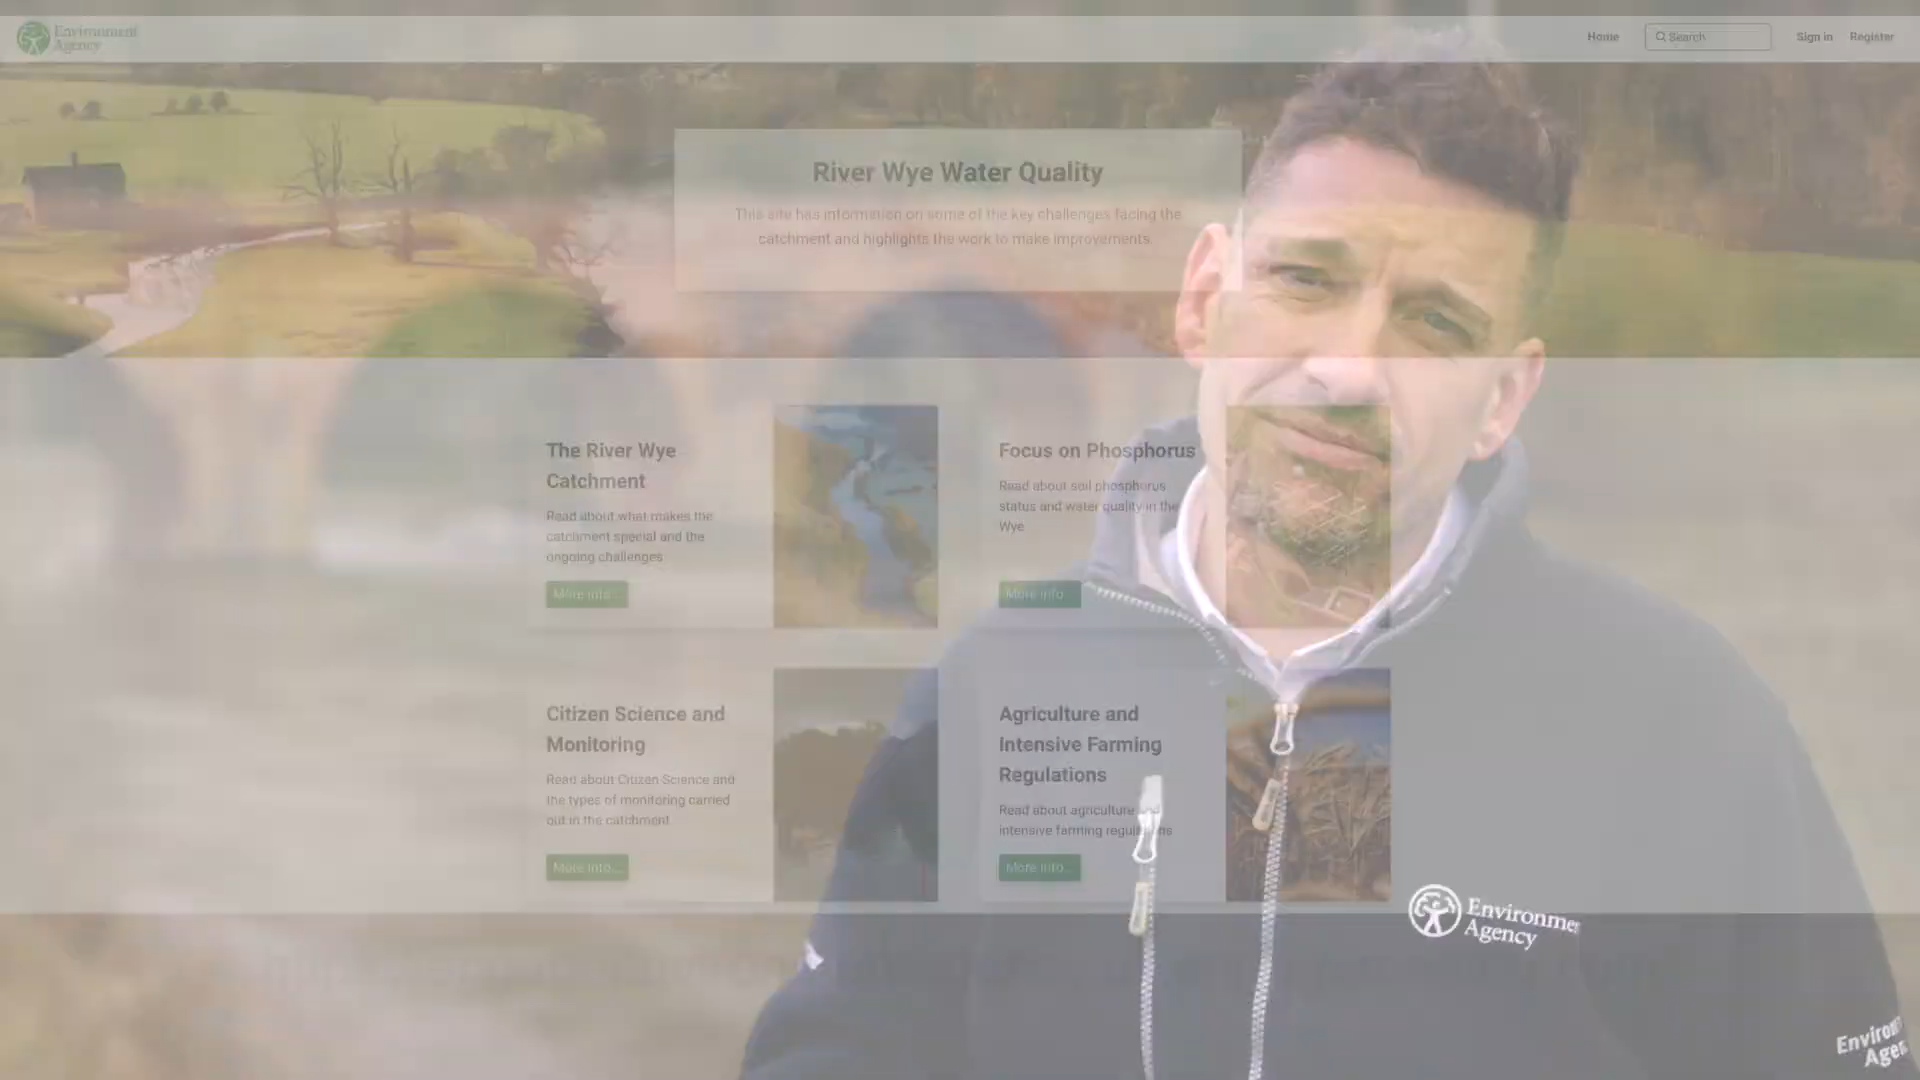 Environment
Agency
Home
Search
Sign in
Register
River Wye Water Quality
This site has information on some of the key challenges facing the
catchment and highlights the work to make improvements.
The River Wye
Catchment
Read about what makes the
catchment special and the
ongoing challenges
More info...
Focus on Phosphorus
Read about soil phosphorus
status and water quality in the
Wye
More info...
Citizen Science and
Monitoring
Read about Citizen Science and
the types of monitoring carried
out in the catchment
More info...
Agriculture and
Intensive Farming
Regulations
Read about agriculture and
intensive farming regulations
More info...
Environmen
Agency
Environ
Agen